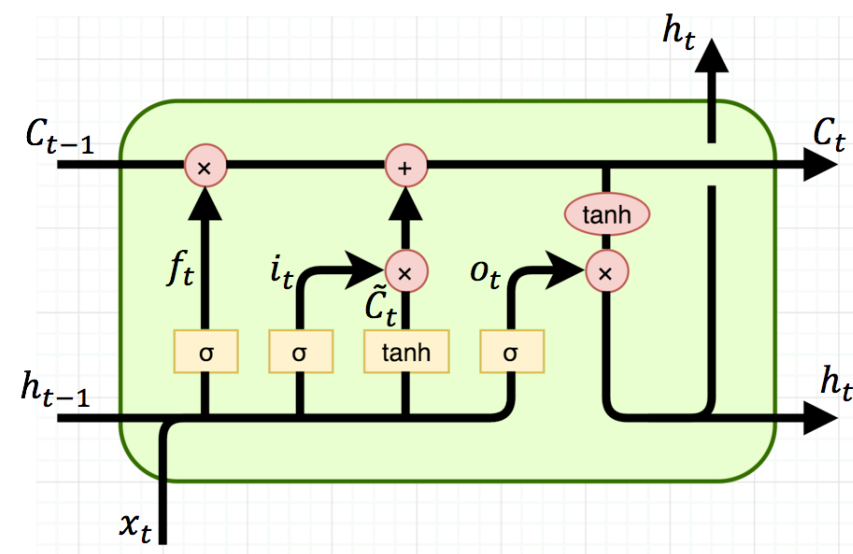 h_t
C_{t-1}
C_t
×
+
tanh
f_t
i_t
×
o_t
×
C̃_t
σ
σ
tanh
σ
h_{t-1}
h_t
x_t